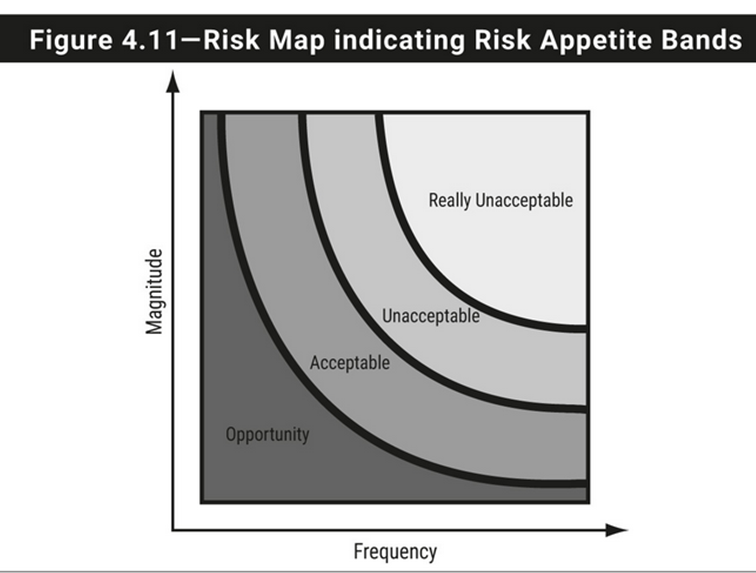 Figure 4.11—Risk Map indicating Risk Appetite Bands
Magnitude
Really Unacceptable
Unacceptable
Acceptable
Opportunity
Frequency